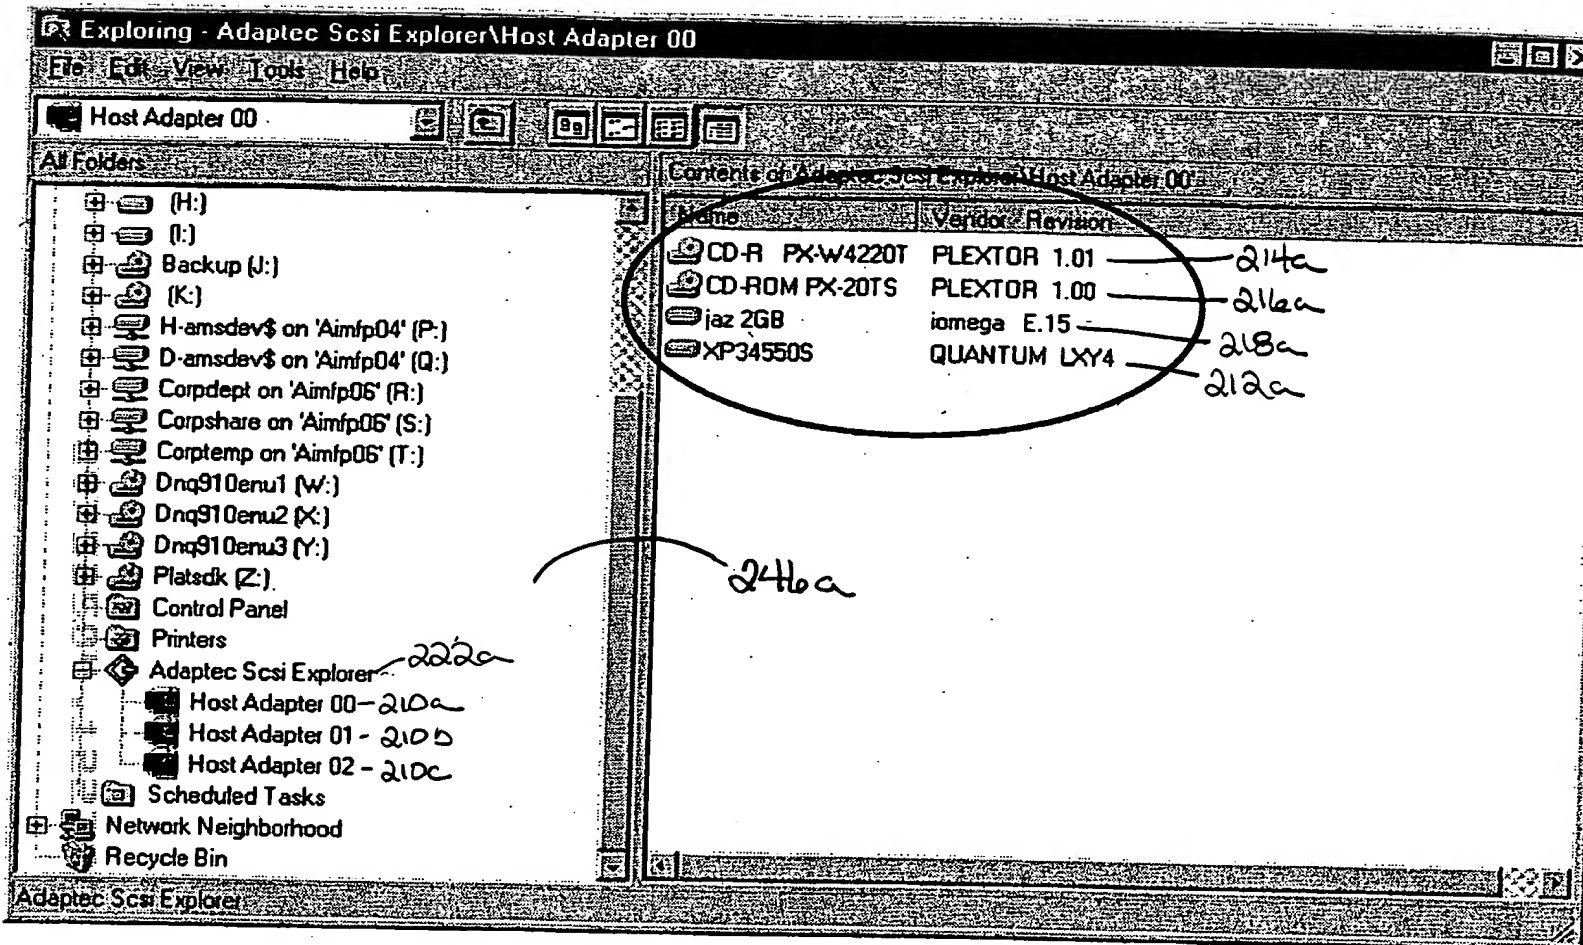 Exploring - Adaptec Scsi Explorer\Host Adapter 00
File Edit View Tools Help
Host Adapter 00
All Folders
Contents of 'Adaptec Scsi Explorer\Host Adapter 00'
(H:)
(I:)
Backup (J:)
(K:)
H-amsdev$ on 'Aimfp04' (P:)
D-amsdev$ on 'Aimfp04' (Q:)
Corpdept on 'Aimfp06' (R:)
Corpshare on 'Aimfp06' (S:)
Corptemp on 'Aimfp06' (T:)
Dnq910enu1 (W:)
Dnq910enu2 (X:)
Dnq910enu3 (Y:)
Platsdk (Z:)
Control Panel
Printers
Adaptec Scsi Explorer 222a
Host Adapter 00 - 210a
Host Adapter 01 - 210b
Host Adapter 02 - 210c
Scheduled Tasks
Network Neighborhood
Recycle Bin
Name Vendor Revision
CD-R PX-W4220T PLEXTOR 1.01 214a
CD-ROM PX-20TS PLEXTOR 1.00 216a
jaz 2GB iomega E.15 218a
XP34550S QUANTUM LXY4 212a
246a
Adaptec Scsi Explorer